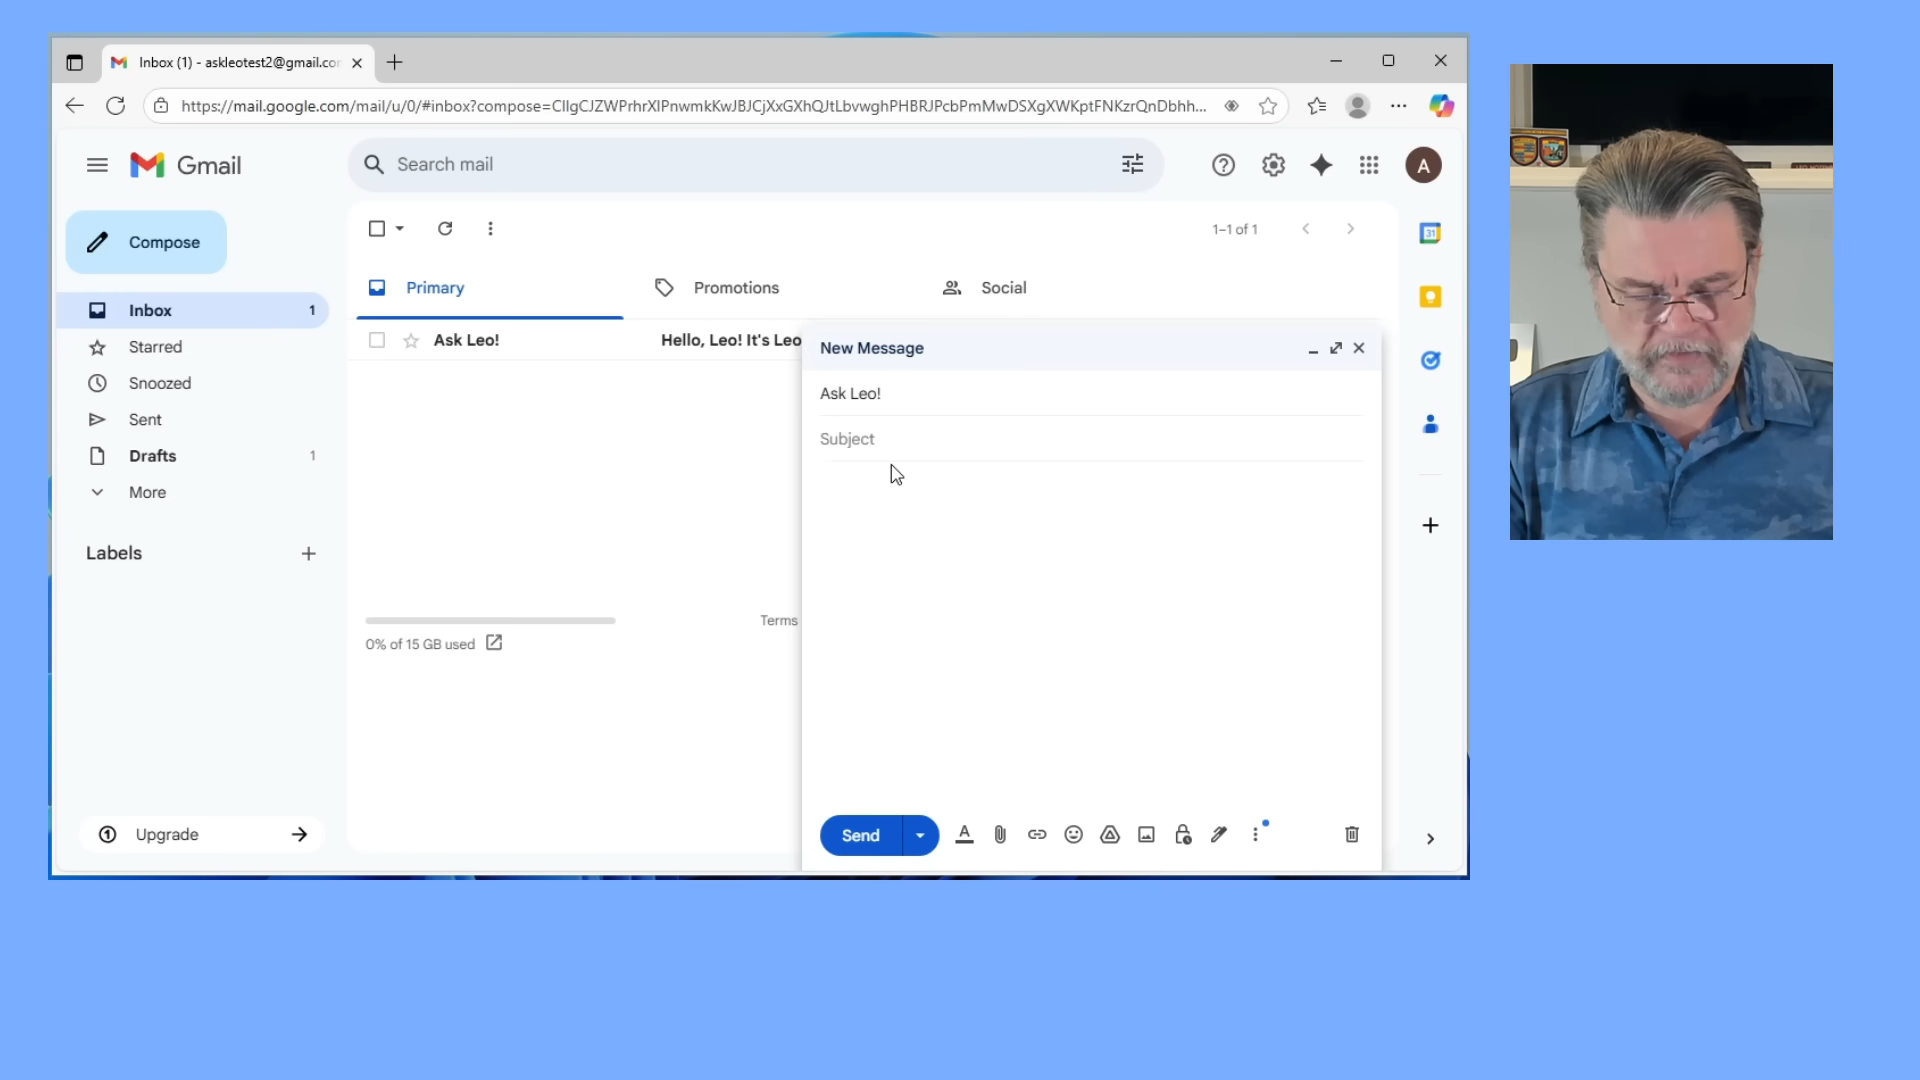 Inbox (1) - askleotest2@gmail.co
https://mail.google.com/mail/u/0/#inbox?compose=CllgCJZWPrhrXlPnwmkKwJBJCjXxGXhQJtLbvwghPHBRJPcbPmMwDSXgXWKptFNKzrQnDbhh...
Gmail
Search mail
A
Compose
1–1 of 1
Primary
Promotions
Social
Inbox 1
Ask Leo! Hello, Leo! It's Leo
Starred
Snoozed
Sent
Drafts 1
More
Labels
New Message
Ask Leo!
Subject
Terms
0% of 15 GB used
31
Upgrade
Send